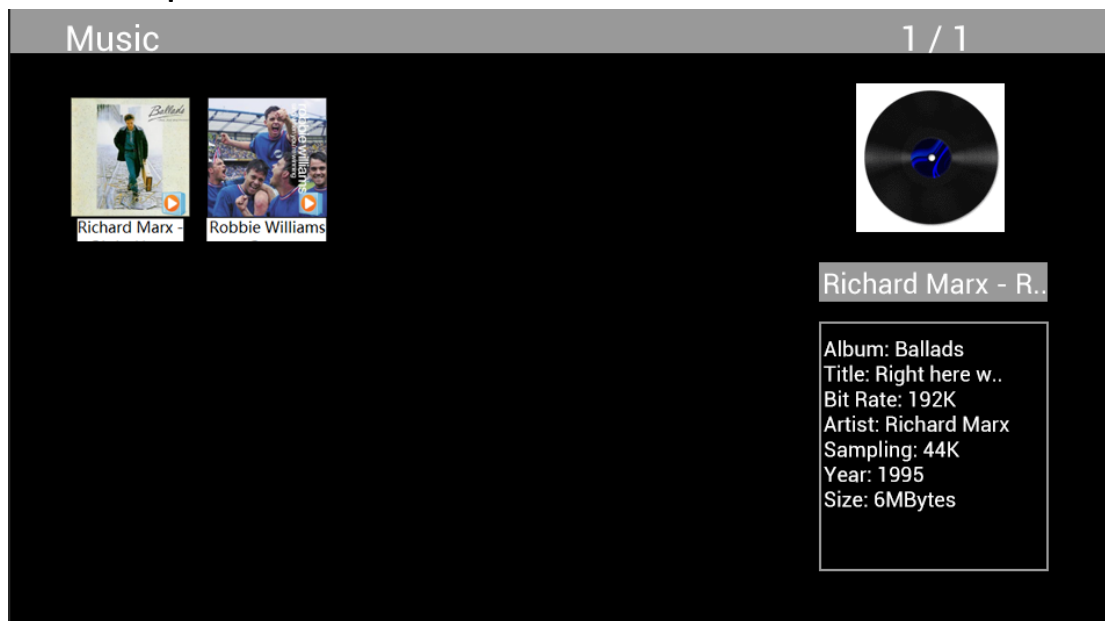 Music
1 / 1
Ballads
robbie williams
Richard Marx -
Robbie Williams
Richard Marx - R..
Album: Ballads
Title: Right here w..
Bit Rate: 192K
Artist: Richard Marx
Sampling: 44K
Year: 1995
Size: 6MBytes